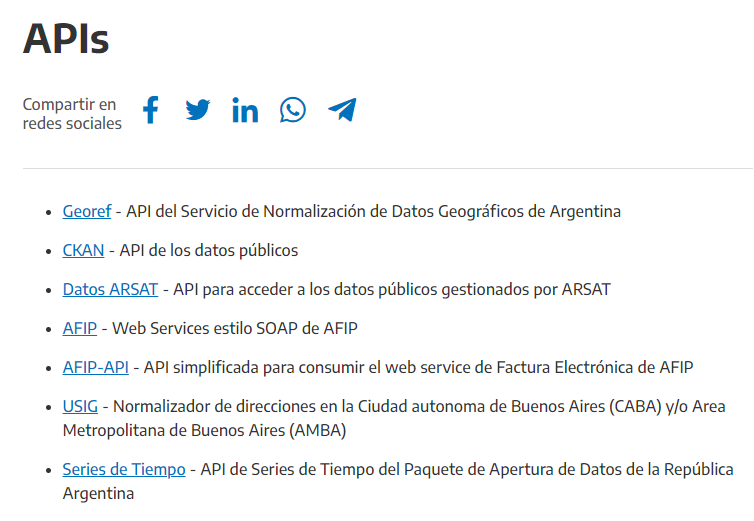 APIs
Compartir en
redes sociales
Georef - API del Servicio de Normalización de Datos Geográficos de Argentina
CKAN - API de los datos públicos
Datos ARSAT - API para acceder a los datos públicos gestionados por ARSAT
AFIP - Web Services estilo SOAP de AFIP
AFIP-API - API simplificada para consumir el web service de Factura Electrónica de AFIP
USIG - Normalizador de direcciones en la Ciudad autonoma de Buenos Aires (CABA) y/o Area
Metropolitana de Buenos Aires (AMBA)
Series de Tiempo - API de Series de Tiempo del Paquete de Apertura de Datos de la República
Argentina